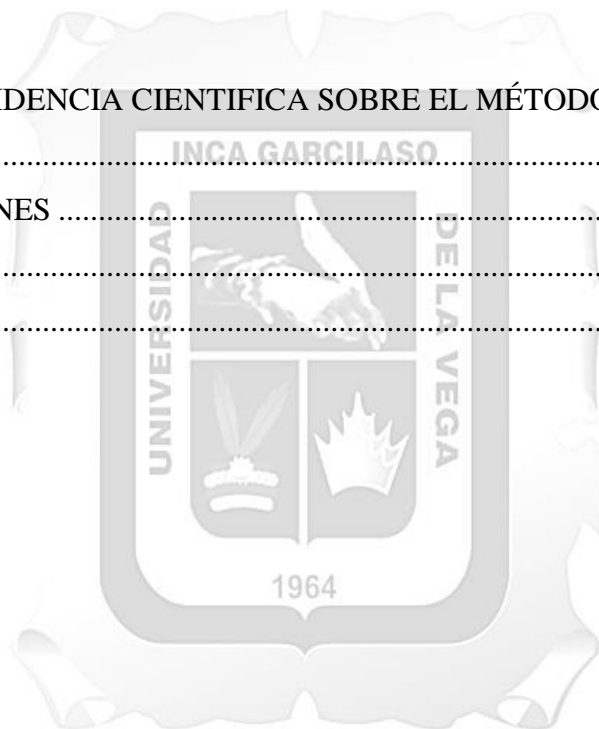 IDENCIA CIENTIFICA SOBRE EL MÉTODO
................................................................
INCA GARCILASO
NES ................................................................
................................................................
................................................................
UNIVERSIDAD
DE LA VEGA
1964